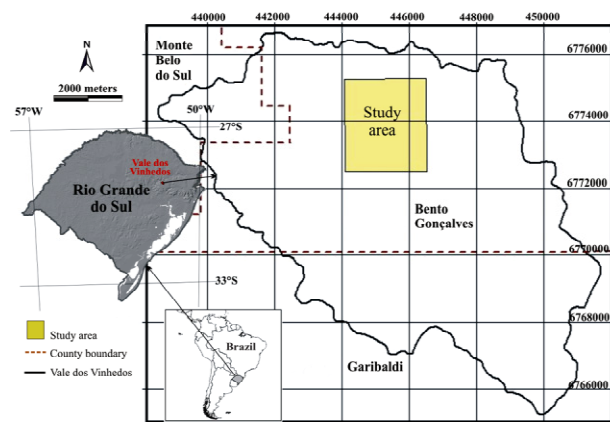 440000
442000
444000
446000
448000
450000
Monte
Belo
do Sul
N
2000 meters
57°W
50°W
27°S
Study
area
Vale dos
Vinhedos
Rio Grande
do Sul
Bento
Gonçalves
33°S
6776000
6774000
6772000
6770000
6768000
6766000
Study area
County boundary
Vale dos Vinhedos
Brazil
Garibaldi